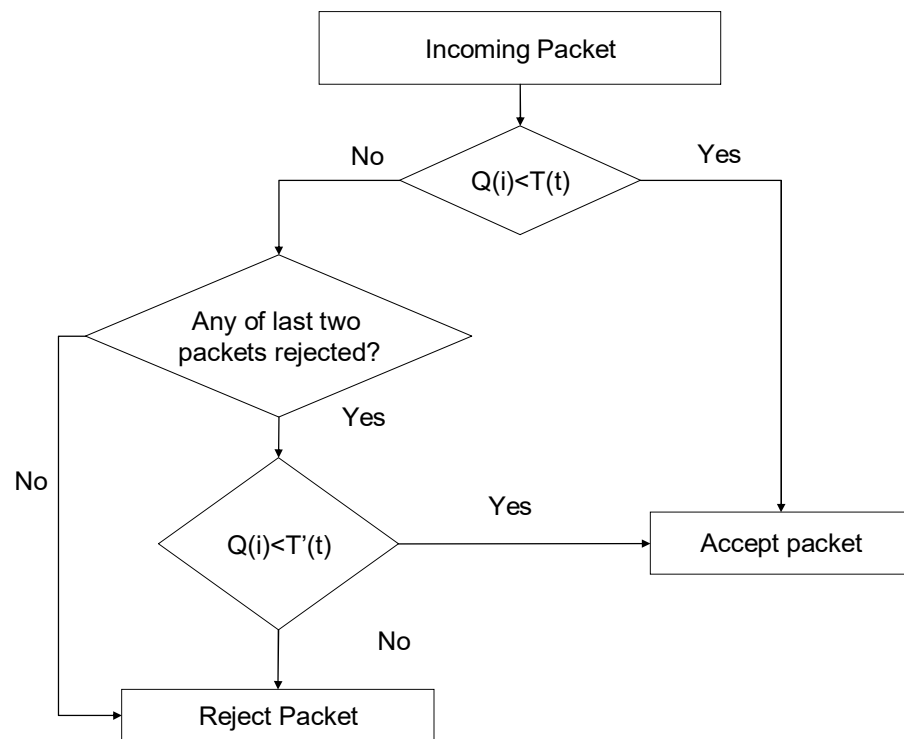 Incoming Packet
No
Yes
Q(i)<T(t)
Any of last two
packets rejected?
Yes
No
Yes
Q(i)<T’(t)
Accept packet
No
Reject Packet